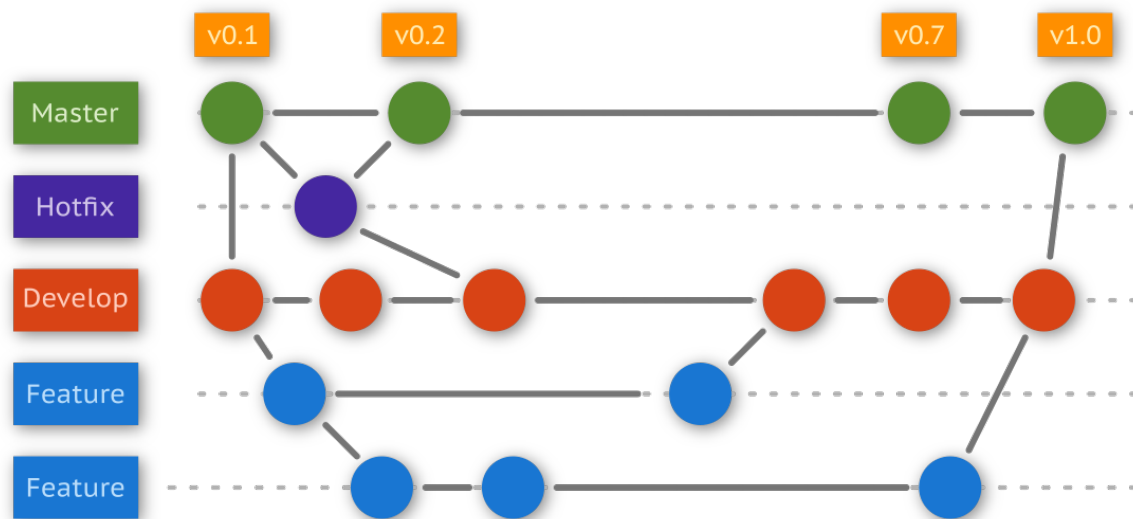 v0.1
v0.2
v0.7
v1.0
Master
Hotfix
Develop
Feature
Feature